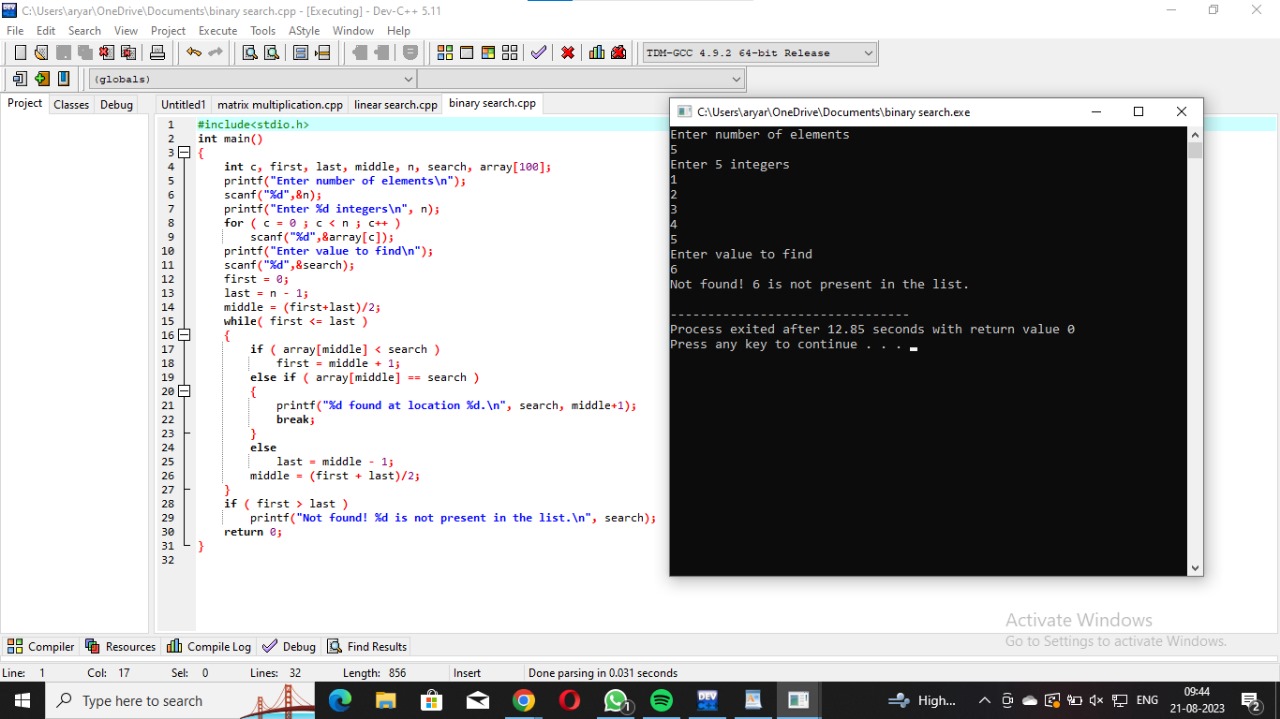 C:\Users\aryar\OneDrive\Documents\binary search.cpp - [Executing] - Dev-C++ 5.11
File Edit Search View Project Execute Tools AStyle Window Help
TDM-GCC 4.9.2 64-bit Release
(globals)
Project Classes Debug
Untitled1 matrix multiplication.cpp linear search.cpp binary search.cpp
1 #include<stdio.h>
2 int main()
3 {
4 int c, first, last, middle, n, search, array[100];
5 printf("Enter number of elements\n");
6 scanf("%d",&n);
7 printf("Enter %d integers\n", n);
8 for ( c = 0 ; c < n ; c++ )
9 scanf("%d",&array[c]);
10 printf("Enter value to find\n");
11 scanf("%d",&search);
12 first = 0;
13 last = n - 1;
14 middle = (first+last)/2;
15 while( first <= last )
16 {
17 if ( array[middle] < search )
18 first = middle + 1;
19 else if ( array[middle] == search )
20 {
21 printf("%d found at location %d.\n", search, middle+1);
22 break;
23 }
24 else
25 last = middle - 1;
26 middle = (first + last)/2;
27 }
28 if ( first > last )
29 printf("Not found! %d is not present in the list.\n", search);
30 return 0;
31 }
32
C:\Users\aryar\OneDrive\Documents\binary search.exe
Enter number of elements
5
Enter 5 integers
1
2
3
4
5
Enter value to find
6
Not found! 6 is not present in the list.
--------------------------------
Process exited after 12.85 seconds with return value 0
Press any key to continue . . .
Activate Windows
Go to Settings to activate Windows.
Compiler Resources Compile Log Debug Find Results
Line: 1 Col: 17 Sel: 0 Lines: 32 Length: 856 Insert Done parsing in 0.031 seconds
Type here to search
DEV
1
High...
ENG
09:44
21-08-2023
2